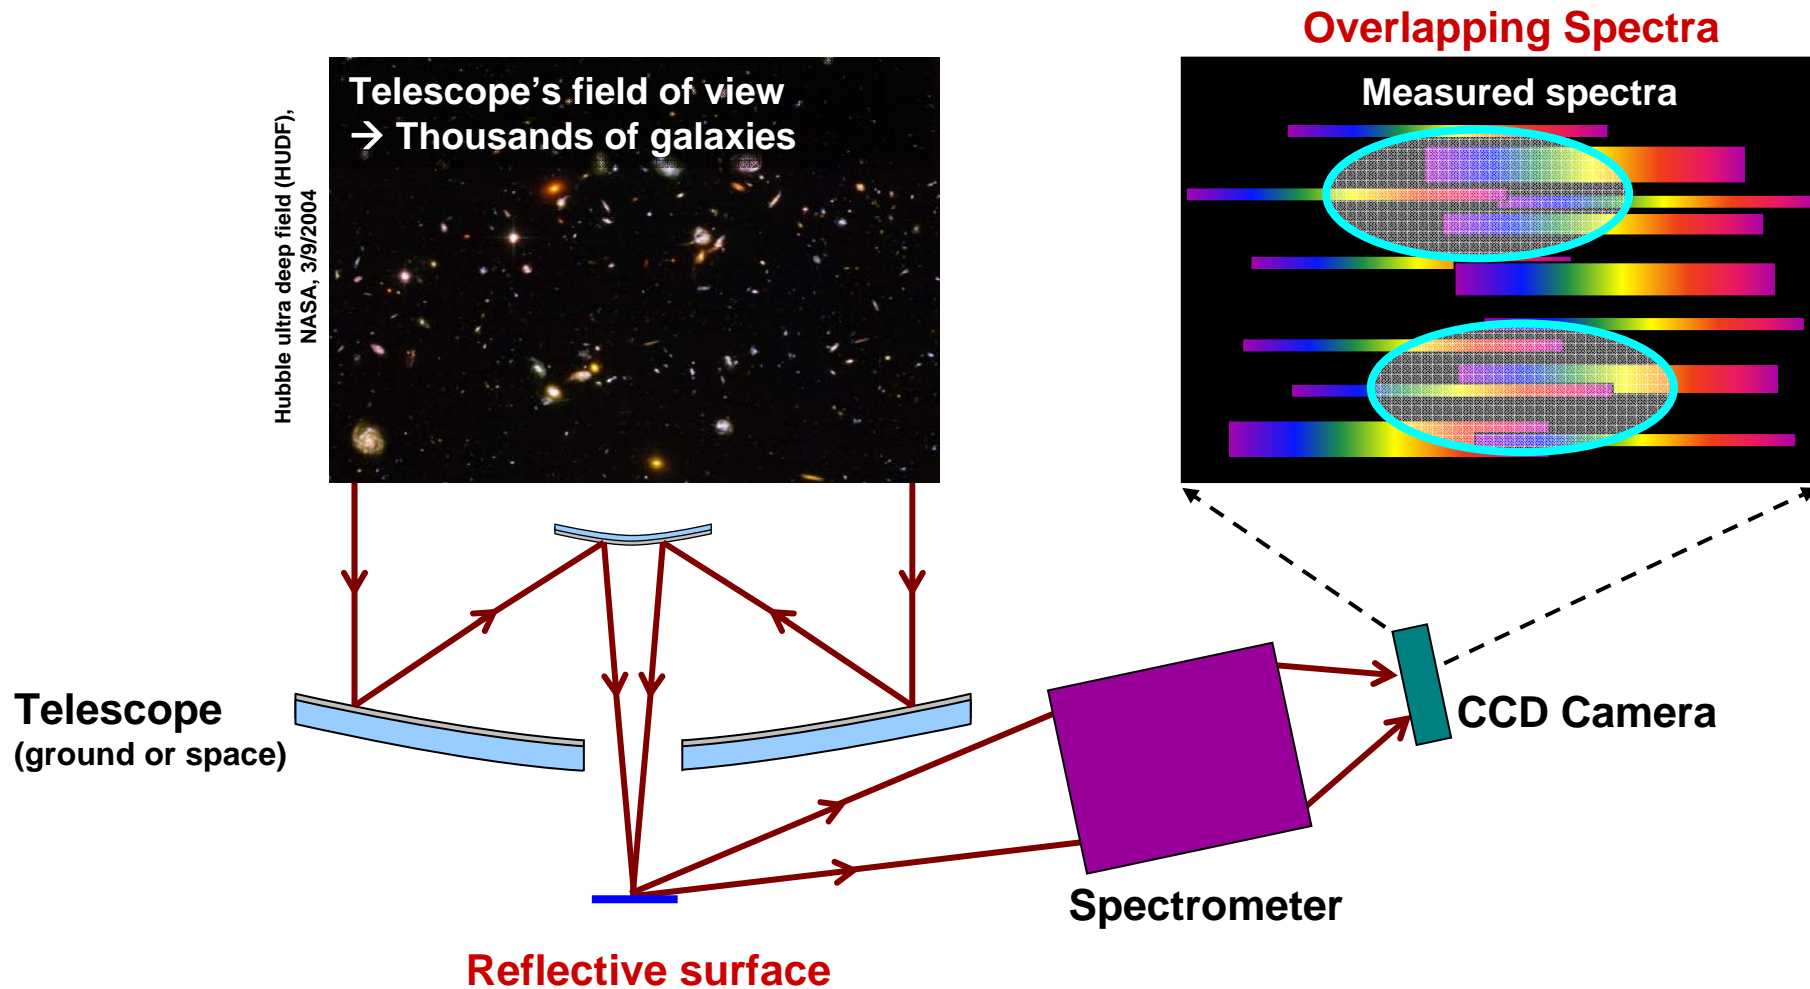 Overlapping Spectra
Telescope’s field of view
→ Thousands of galaxies
Measured spectra
Hubble ultra deep field (HUDF),
NASA, 3/9/2004
Telescope
(ground or space)
CCD Camera
Spectrometer
Reflective surface